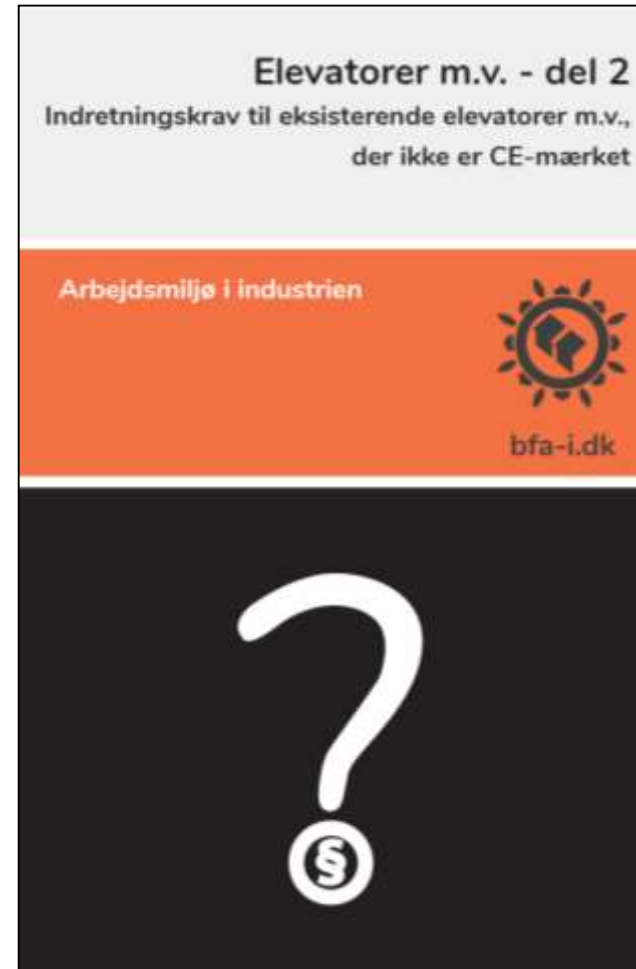 Elevatorer m.v. - del 2
Indretningskrav til eksisterende elevatorer m.v.,
der ikke er CE-mærket
Arbejdsmiljø i industrien
bfa-i.dk
?
§